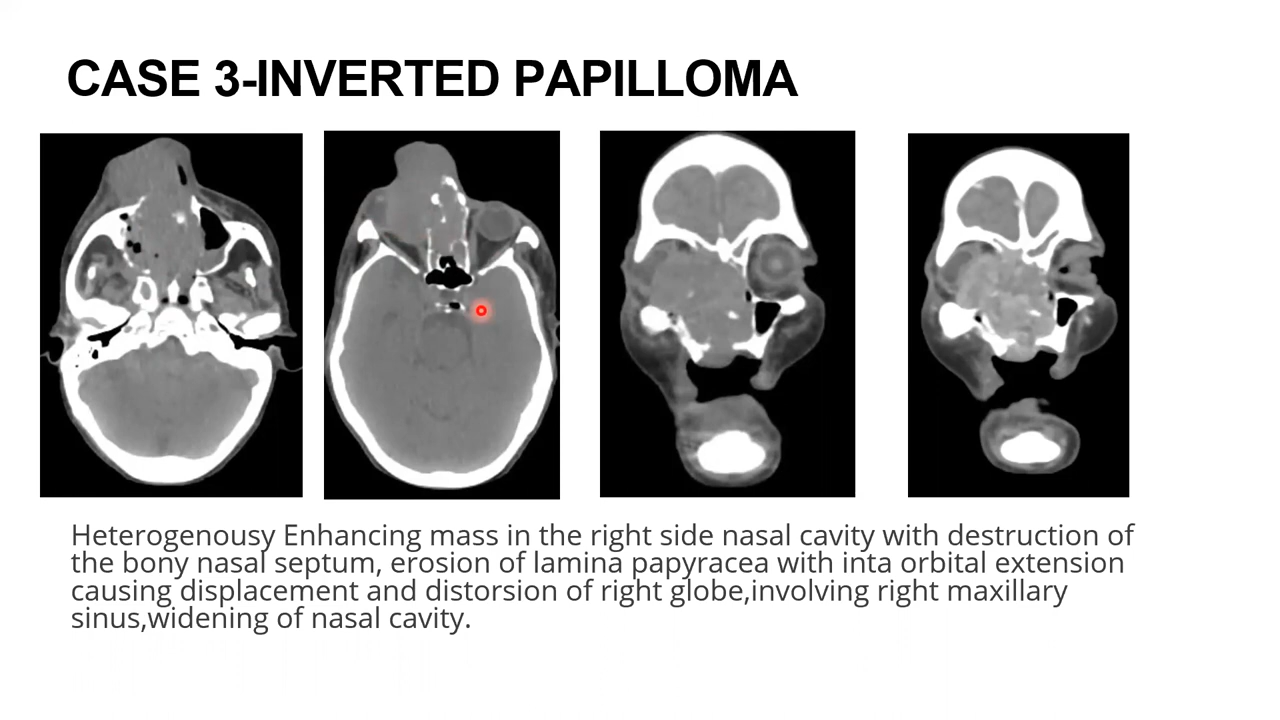 CASE 3-INVERTED PAPILLOMA
Heterogenousy Enhancing mass in the right side nasal cavity with destruction of
the bony nasal septum, erosion of lamina papyracea with inta orbital extension
causing displacement and distorsion of right globe,involving right maxillary
sinus,widening of nasal cavity.